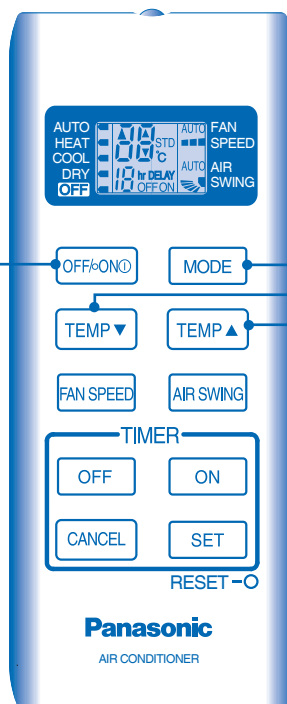 AUTO
HEAT
COOL
DRY
OFF
AUTO FAN
SPEED
STD
°C
AUTO AIR
SWING
hr DELAY
OFF ON
OFF/ON
MODE
TEMP ▼
TEMP ▲
FAN SPEED
AIR SWING
TIMER
OFF
ON
CANCEL
SET
RESET
Panasonic
AIR CONDITIONER